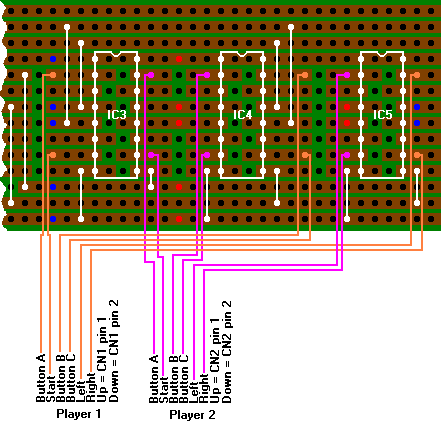 IC3
IC4
IC5
Button A
Start
Button B
Button C
Left
Right
Up = CN1 pin 1
Down = CN1 pin 2
Player 1
Button A
Start
Button B
Button C
Left
Right
Up = CN2 pin 1
Down = CN2 pin 2
Player 2